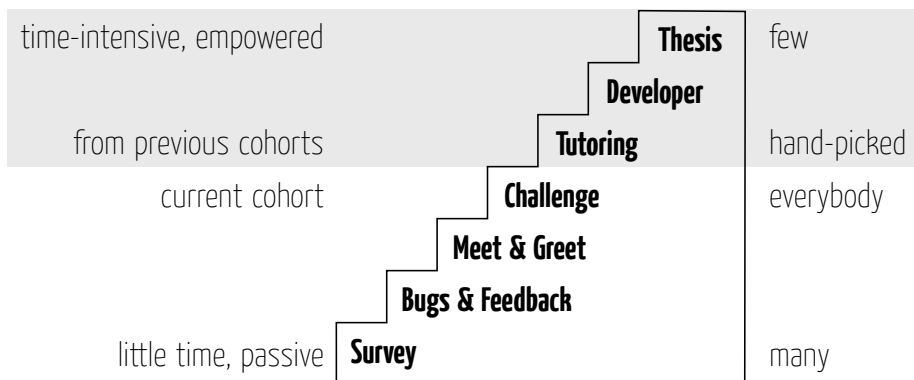 time-intensive, empowered Thesis few
Developer
from previous cohorts Tutoring hand-picked
current cohort Challenge everybody
Meet & Greet
Bugs & Feedback
little time, passive Survey many